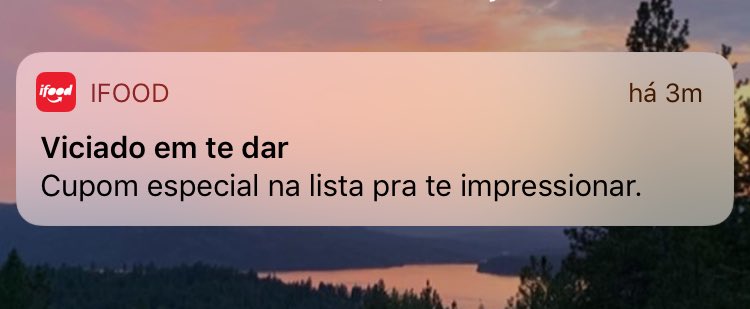 ifood IFOOD há 3m
Viciado em te dar
Cupom especial na lista pra te impressionar.